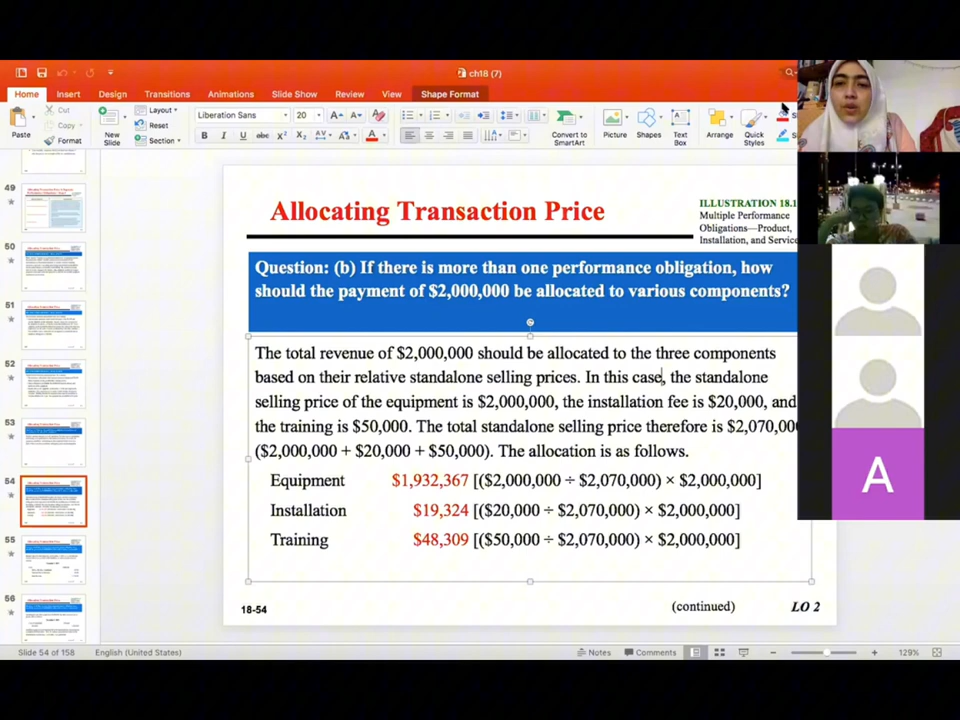 ch18 (7)
Home Insert Design Transitions Animations Slide Show Review View Shape Format
Paste
Cut
Copy
Format
New
Slide
Layout
Reset
Section
Liberation Sans 20
Convert to
SmartArt
Picture
Shapes
Text
Box
Arrange
Quick
Styles
49
50
51
52
53
54
55
56
Allocating Transaction Price
ILLUSTRATION 18.1
Multiple Performance
Obligations—Product,
Installation, and Service
Question: (b) If there is more than one performance obligation, how
should the payment of $2,000,000 be allocated to various components?
The total revenue of $2,000,000 should be allocated to the three components
based on their relative standalone selling prices. In this case, the standalone
selling price of the equipment is $2,000,000, the installation fee is $20,000, and
the training is $50,000. The total standalone selling price therefore is $2,070,000
($2,000,000 + $20,000 + $50,000). The allocation is as follows.
Equipment $1,932,367 [($2,000,000 ÷ $2,070,000) × $2,000,000]
Installation $19,324 [($20,000 ÷ $2,070,000) × $2,000,000]
Training $48,309 [($50,000 ÷ $2,070,000) × $2,000,000]
18-54 (continued) LO 2
A
Slide 54 of 158 English (United States) Notes Comments 129%